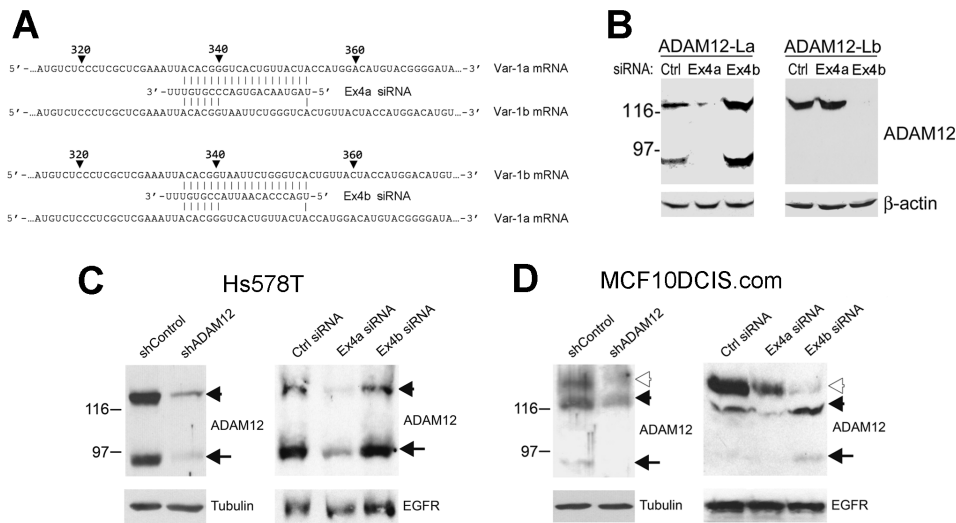 A
320 340 360
5'-…AUGUCUCCCUCGCUCGAAAUUACACGGGUCACUGUUACUACCAUGGACAUGUACGGGGAUA…-3' Var-1a mRNA
3'-UUUGUGCCCAGUGACAAUGAU-5' Ex4a siRNA
5'-…AUGUCUCCCUCGCUCGAAAUUACACGGUAAUUCUGGGUCACUGUUACUACCAUGGACAUGU…-3' Var-1b mRNA
320 340 360
5'-…AUGUCUCCCUCGCUCGAAAUUACACGGUAAUUCUGGGUCACUGUUACUACCAUGGACAUGU…-3' Var-1b mRNA
3'-UUUGUGCCAUUAACACCCAGU-5' Ex4b siRNA
5'-…AUGUCUCCCUCGCUCGAAAUUACACGGGUCACUGUUACUACCAUGGACAUGUACGGGGAUA…-3' Var-1a mRNA
B
ADAM12-La ADAM12-Lb
siRNA: Ctrl Ex4a Ex4b Ctrl Ex4a Ex4b
116
97
ADAM12
β-actin
C Hs578T
shControl shADAM12 Ctrl siRNA Ex4a siRNA Ex4b siRNA
116
97
ADAM12 ADAM12
Tubulin EGFR
D MCF10DCIS.com
shControl shADAM12 Ctrl siRNA Ex4a siRNA Ex4b siRNA
116
97
ADAM12 ADAM12
Tubulin EGFR